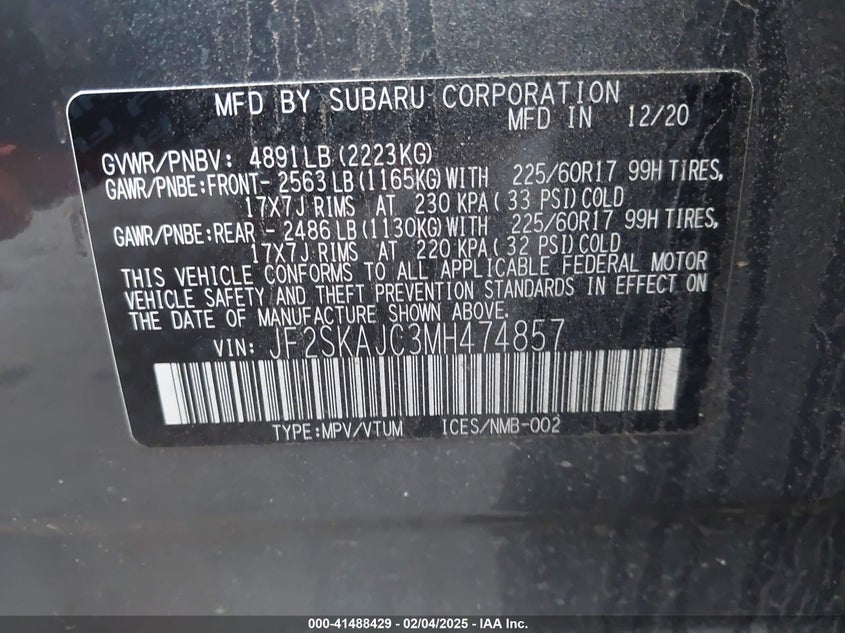 MFD BY SUBARU CORPORATION
MFD IN 12/20
GVWR/PNBV: 4891LB(2223KG)
GAWR/PNBE:FRONT- 2563LB(1165KG)WITH 225/60R17 99H TIRES,
17X7J RIMS AT 230 KPA( 33 PSI)COLD
GAWR/PNBE:REAR - 2486LB(1130KG)WITH 225/60R17 99H TIRES,
17X7J RIMS AT 220 KPA( 32 PSI)COLD
THIS VEHICLE CONFORMS TO ALL APPLICABLE FEDERAL MOTOR
VEHICLE SAFETY AND THEFT PREVENTION STANDARDS IN EFFECT ON
THE DATE OF MANUFACTURE SHOWN ABOVE.
VIN: JF2SKAJC3MH474857
TYPE:MPV/VTUM ICES/NMB-002
000-41488429 - 02/04/2025 - IAA Inc.